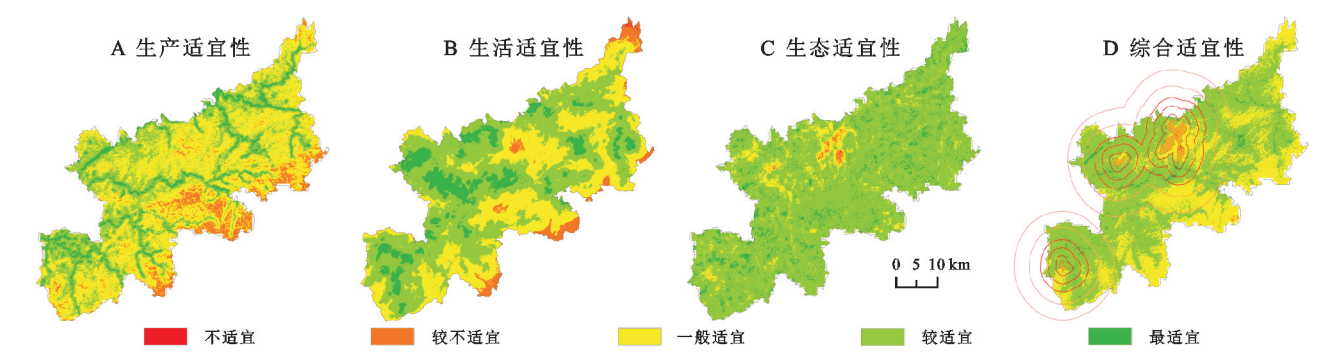 A 生产适宜性
B 生活适宜性
C 生态适宜性
D 综合适宜性
0 5 10 km
不适宜
较不适宜
一般适宜
较适宜
最适宜